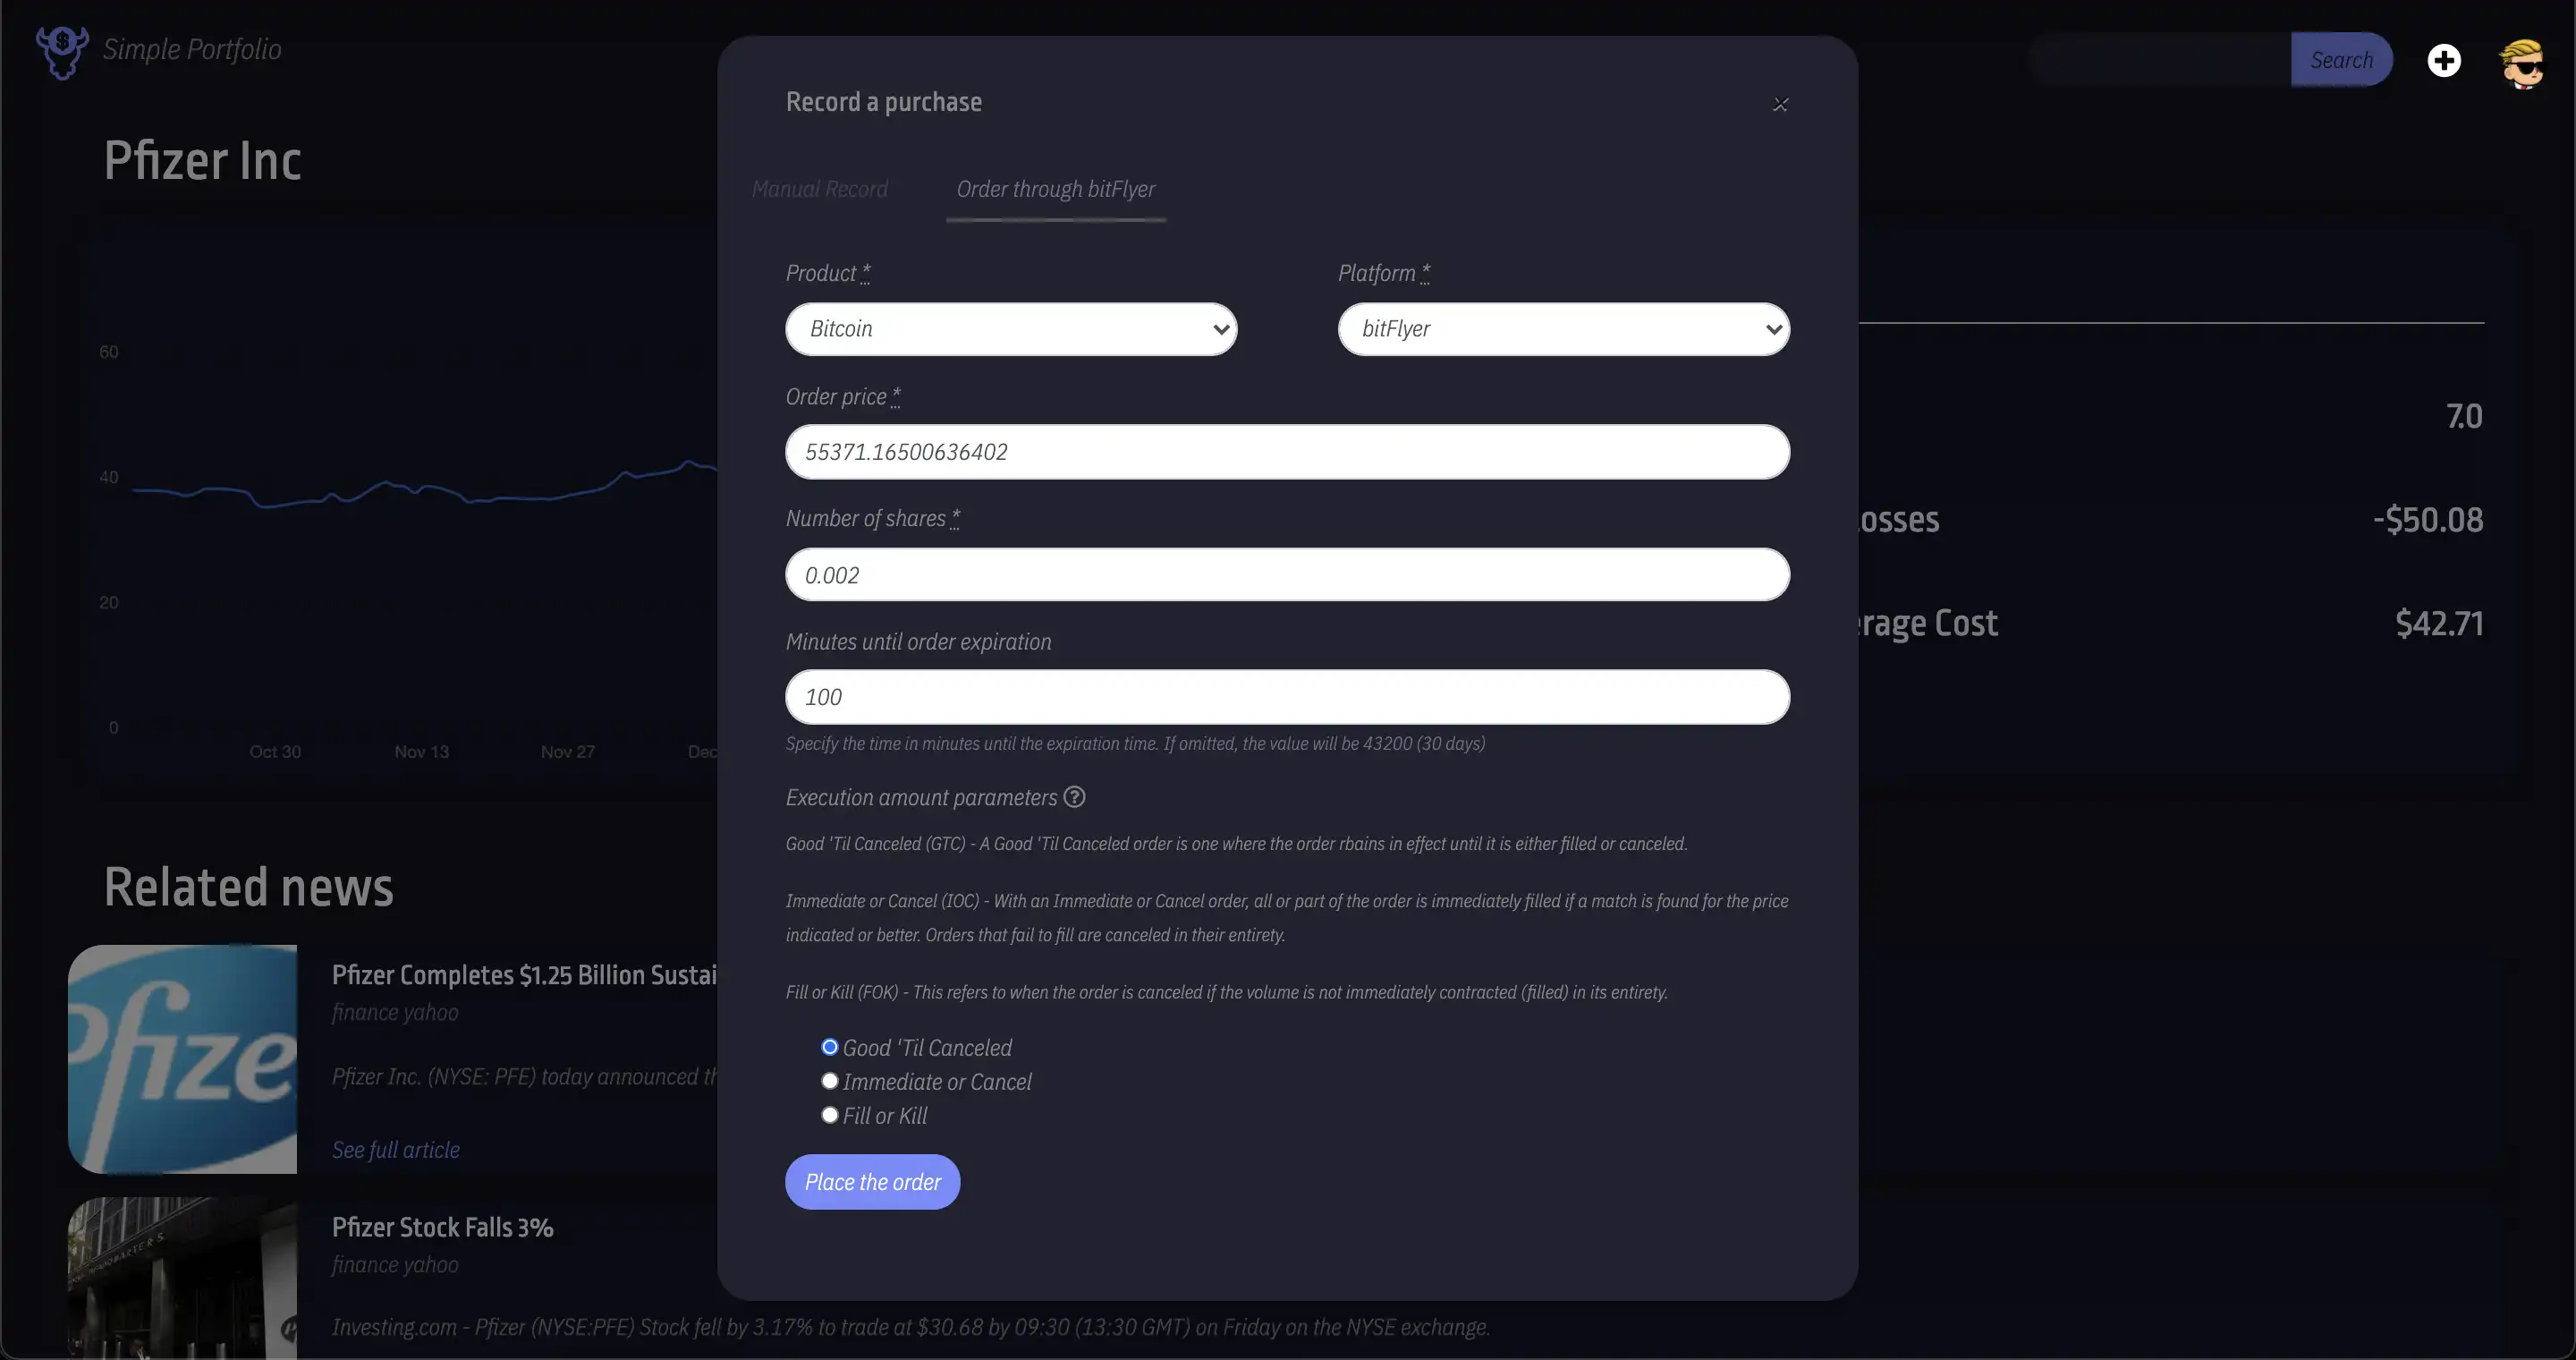 Simple Portfolio
Search
Pfizer Inc
60
40
20
0
Oct 30
Nov 13
Nov 27
Dec
7.0
osses
-$50.08
rage Cost
$42.71
Record a purchase
×
Manual Record
Order through bitFlyer
Product *
Platform *
Bitcoin
bitFlyer
Order price *
55371.16500636402
Number of shares *
0.002
Minutes until order expiration
100
Specify the time in minutes until the expiration time. If omitted, the value will be 43200 (30 days)
Execution amount parameters ?
Good 'Til Canceled (GTC) - A Good 'Til Canceled order is one where the order rbains in effect until it is either filled or canceled.
Immediate or Cancel (IOC) - With an Immediate or Cancel order, all or part of the order is immediately filled if a match is found for the price
indicated or better. Orders that fail to fill are canceled in their entirety.
Fill or Kill (FOK) - This refers to when the order is canceled if the volume is not immediately contracted (filled) in its entirety.
Good 'Til Canceled
Immediate or Cancel
Fill or Kill
Place the order
Related news
Pfizer
Pfizer Completes $1.25 Billion Sustai
finance yahoo
Pfizer Inc. (NYSE: PFE) today announced th
See full article
Pfizer Stock Falls 3%
finance yahoo
Investing.com - Pfizer (NYSE:PFE) Stock fell by 3.17% to trade at $30.68 by 09:30 (13:30 GMT) on Friday on the NYSE exchange.